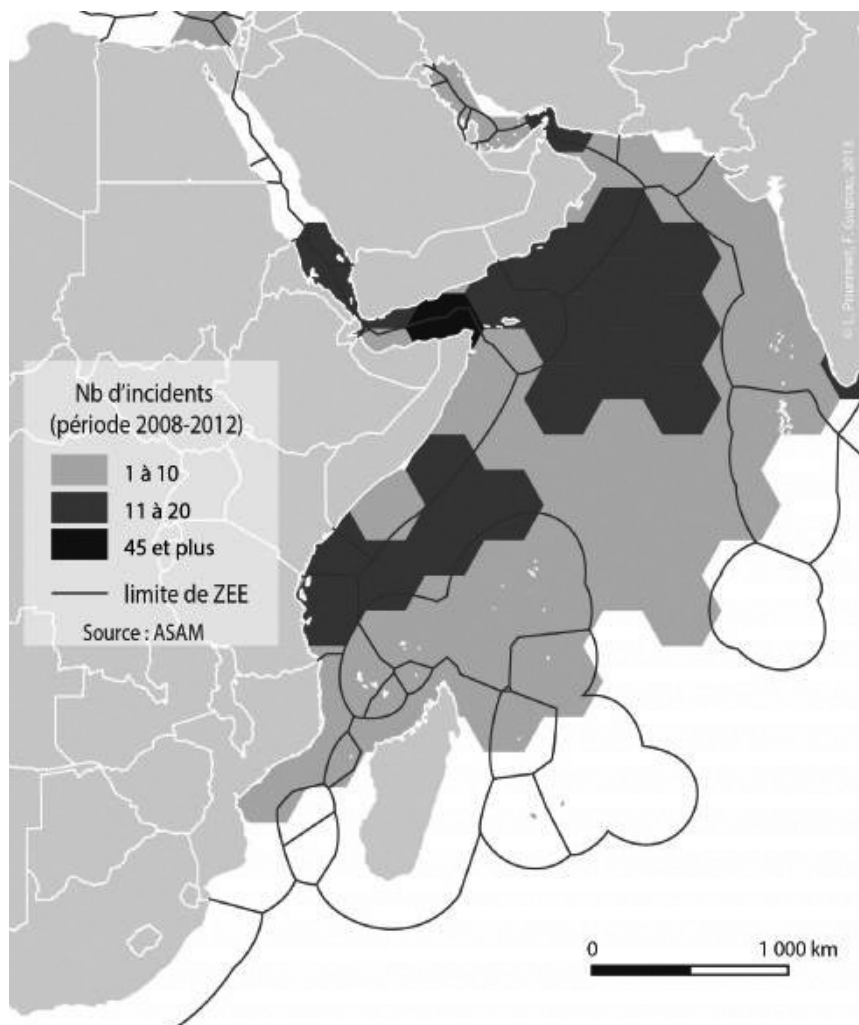 Nb d'incidents
(période 2008-2012)
1 à 10
11 à 20
45 et plus
limite de ZEE
Source : ASAM
0 1 000 km